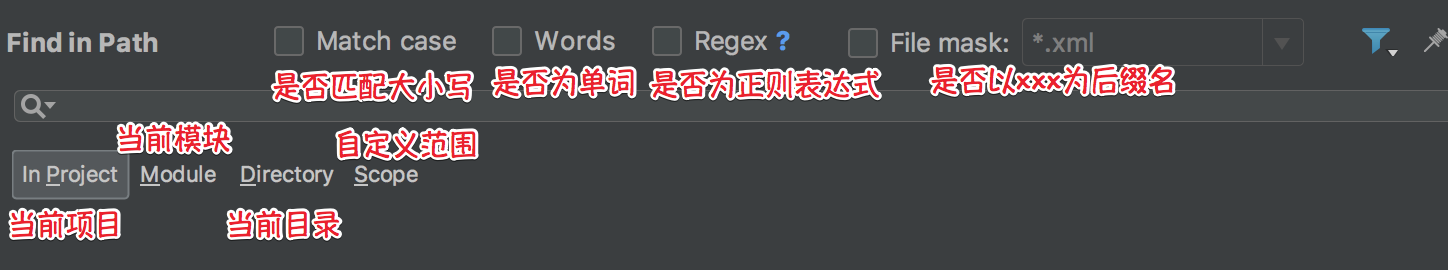 Find in Path Match case Words Regex ? File mask: *.xml
是否匹配大小写 是否为单词 是否为正则表达式 是否以xxx为后缀名
当前模块 自定义范围
In Project Module Directory Scope
当前项目 当前目录